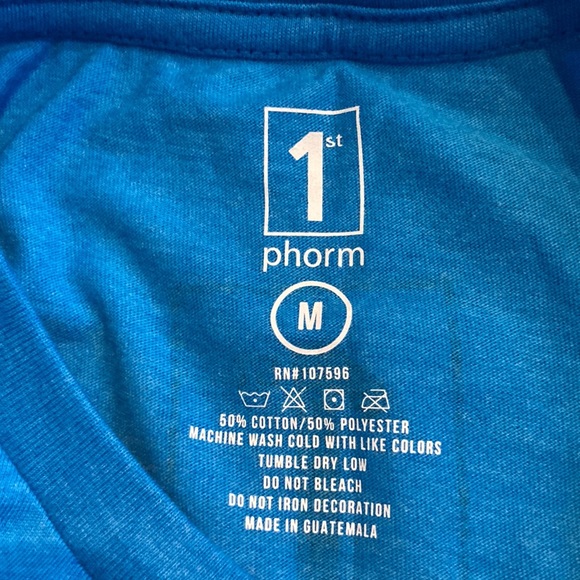 1st
phorm
M
RN#107596
50% COTTON/50% POLYESTER
MACHINE WASH COLD WITH LIKE COLORS
TUMBLE DRY LOW
DO NOT BLEACH
DO NOT IRON DECORATION
MADE IN GUATEMALA